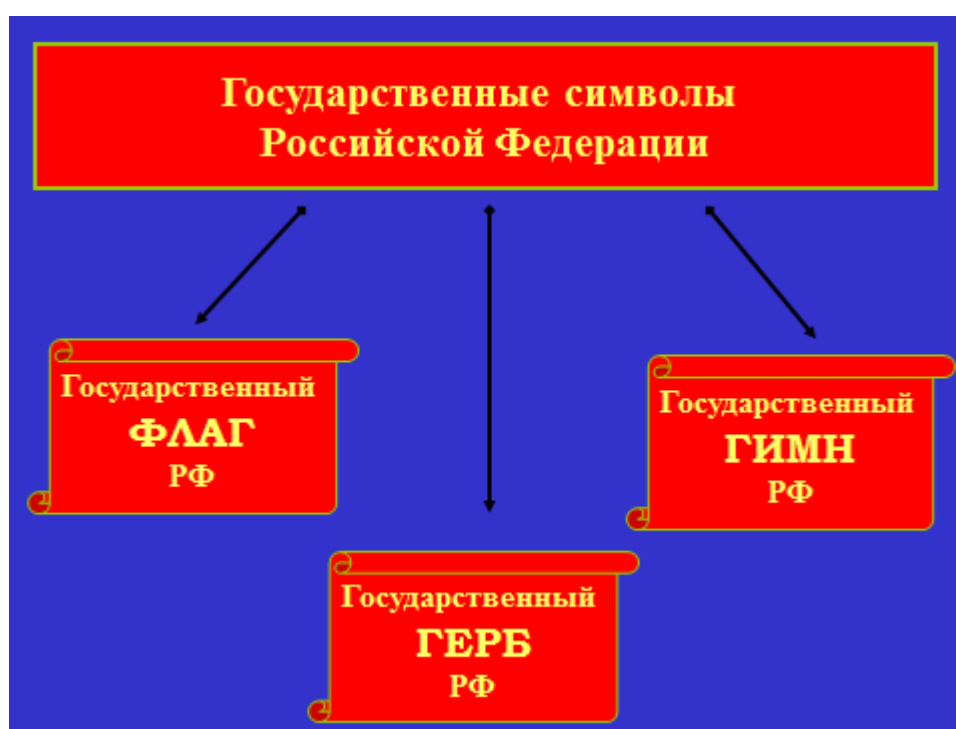 Государственные символы
Российской Федерации
Государственный
ФЛАГ
РФ
Государственный
ГИМН
РФ
Государственный
ГЕРБ
РФ